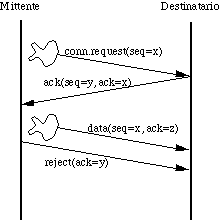 Mittente Destinatario
conn.request(seq=x)
ack(seq=y, ack=x)
data(seq=x, ack=z)
reject(ack=y)